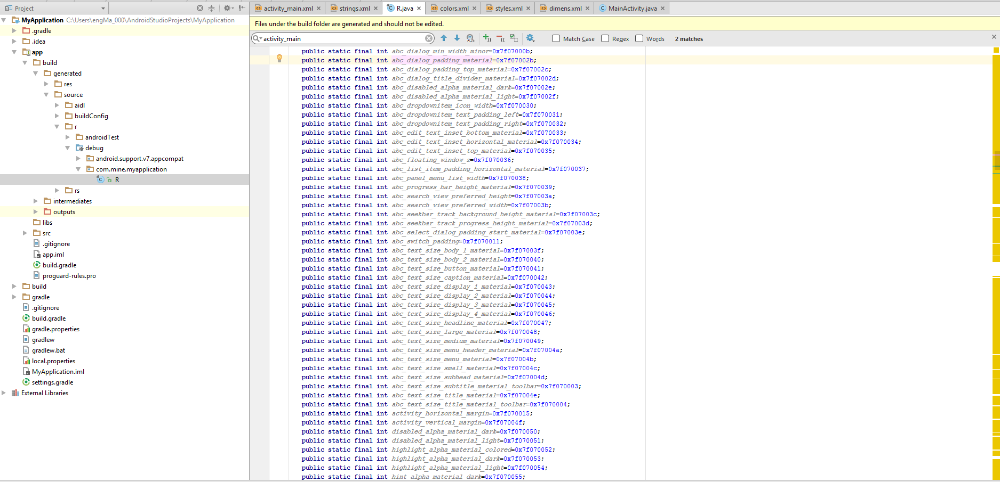 Project
activity_main.xml
strings.xml
R.java
colors.xml
styles.xml
dimens.xml
MainActivity.java
MyApplication C:\Users\engMa_000\AndroidStudioProjects\MyApplication
.gradle
.idea
app
build
generated
res
source
aidl
buildConfig
r
androidTest
debug
android.support.v7.appcompat
com.mine.myapplication
R
rs
intermediates
outputs
libs
src
.gitignore
app.iml
build.gradle
proguard-rules.pro
build
gradle
.gitignore
build.gradle
gradle.properties
gradlew
gradlew.bat
local.properties
MyApplication.iml
settings.gradle
External Libraries
Files under the build folder are generated and should not be edited.
activity_main
Match Case
Regex
Words
2 matches
public static final int abc_dialog_min_width_minor=0x7f07000b;
public static final int abc_dialog_padding_material=0x7f07002b;
public static final int abc_dialog_padding_top_material=0x7f07002c;
public static final int abc_dialog_title_divider_material=0x7f07002d;
public static final int abc_disabled_alpha_material_dark=0x7f07002e;
public static final int abc_disabled_alpha_material_light=0x7f07002f;
public static final int abc_dropdownitem_icon_width=0x7f070030;
public static final int abc_dropdownitem_text_padding_left=0x7f070031;
public static final int abc_dropdownitem_text_padding_right=0x7f070032;
public static final int abc_edit_text_inset_bottom_material=0x7f070033;
public static final int abc_edit_text_inset_horizontal_material=0x7f070034;
public static final int abc_edit_text_inset_top_material=0x7f070035;
public static final int abc_floating_window_z=0x7f070036;
public static final int abc_list_item_padding_horizontal_material=0x7f070037;
public static final int abc_panel_menu_list_width=0x7f070038;
public static final int abc_progress_bar_height_material=0x7f070039;
public static final int abc_search_view_preferred_height=0x7f07003a;
public static final int abc_search_view_preferred_width=0x7f07003b;
public static final int abc_seekbar_track_background_height_material=0x7f07003c;
public static final int abc_seekbar_track_progress_height_material=0x7f07003d;
public static final int abc_select_dialog_padding_start_material=0x7f07003e;
public static final int abc_switch_padding=0x7f070011;
public static final int abc_text_size_body_1_material=0x7f07003f;
public static final int abc_text_size_body_2_material=0x7f070040;
public static final int abc_text_size_button_material=0x7f070041;
public static final int abc_text_size_caption_material=0x7f070042;
public static final int abc_text_size_display_1_material=0x7f070043;
public static final int abc_text_size_display_2_material=0x7f070044;
public static final int abc_text_size_display_3_material=0x7f070045;
public static final int abc_text_size_display_4_material=0x7f070046;
public static final int abc_text_size_headline_material=0x7f070047;
public static final int abc_text_size_large_material=0x7f070048;
public static final int abc_text_size_medium_material=0x7f070049;
public static final int abc_text_size_menu_header_material=0x7f07004a;
public static final int abc_text_size_menu_material=0x7f07004b;
public static final int abc_text_size_small_material=0x7f07004c;
public static final int abc_text_size_subhead_material=0x7f07004d;
public static final int abc_text_size_subtitle_material_toolbar=0x7f070003;
public static final int abc_text_size_title_material=0x7f07004e;
public static final int abc_text_size_title_material_toolbar=0x7f070004;
public static final int activity_horizontal_margin=0x7f070015;
public static final int activity_vertical_margin=0x7f07004f;
public static final int disabled_alpha_material_dark=0x7f070050;
public static final int disabled_alpha_material_light=0x7f070051;
public static final int highlight_alpha_material_colored=0x7f070052;
public static final int highlight_alpha_material_dark=0x7f070053;
public static final int highlight_alpha_material_light=0x7f070054;
public static final int hint_alpha_material_dark=0x7f070055;